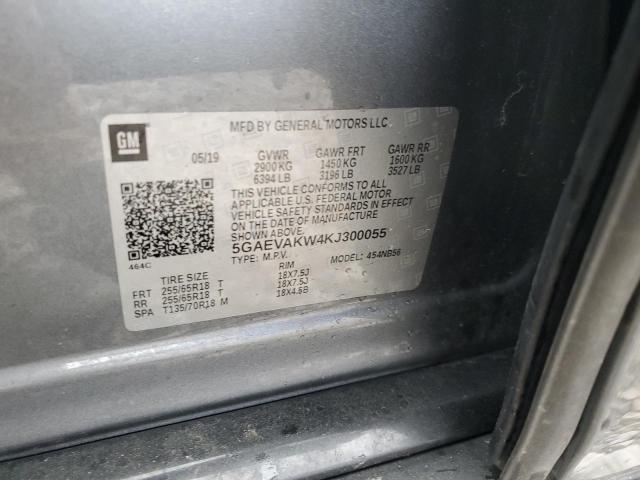 GM
MFD BY GENERAL MOTORS LLC
05/19 GVWR GAWR FRT GAWR RR
2900 KG 1450 KG 1600 KG
6394 LB 3196 LB 3527 LB
THIS VEHICLE CONFORMS TO ALL
APPLICABLE U.S. FEDERAL MOTOR
VEHICLE SAFETY STANDARDS IN EFFECT
ON THE DATE OF MANUFACTURE
SHOWN ABOVE.
5GAEVAKW4KJ300055
TYPE: M.P.V. MODEL: 454NB56
464C
TIRE SIZE RIM
FRT 255/65R18 T 18X7.5J
RR 255/65R18 T 18X7.5J
SPA T135/70R18 M 18X4.5B